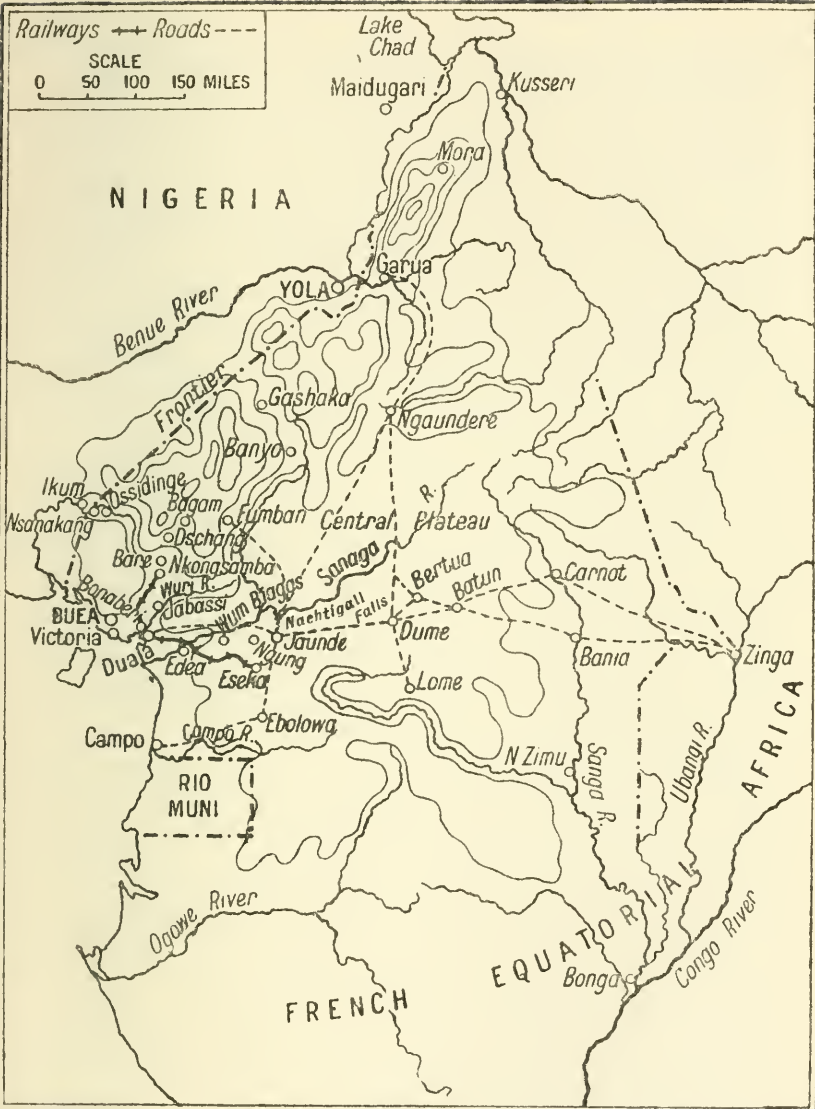 Railways Roads
SCALE
0 50 100 150 MILES
Lake
Chad
Maidugari
Kusseri
Mora
NIGERIA
Garua
YOLA
Benue River
Frontier
Gashaka
Ngaundere
Banyo
Ikum
Ossidinge
Nsanakang
Bagam
Fumban
Central Plateau
Dschang
Sanaga R.
Bare
Nkongsamba
Wuri R.
Jabassi
Bonaberi
Wum Biagas
Nachtigall
Falls
Bertua
Batun
Carnot
BUEA
Victoria
Duala
Edea
Ngung
Jaunde
Dume
Bania
Zinga
Eseka
Lome
Ebolowa
Campo
Campo R.
N Zimu
Sanga R.
Ubangi R.
AFRICA
RIO
MUNI
Ogowe River
EQUATORIAL
Bonga
Congo River
FRENCH